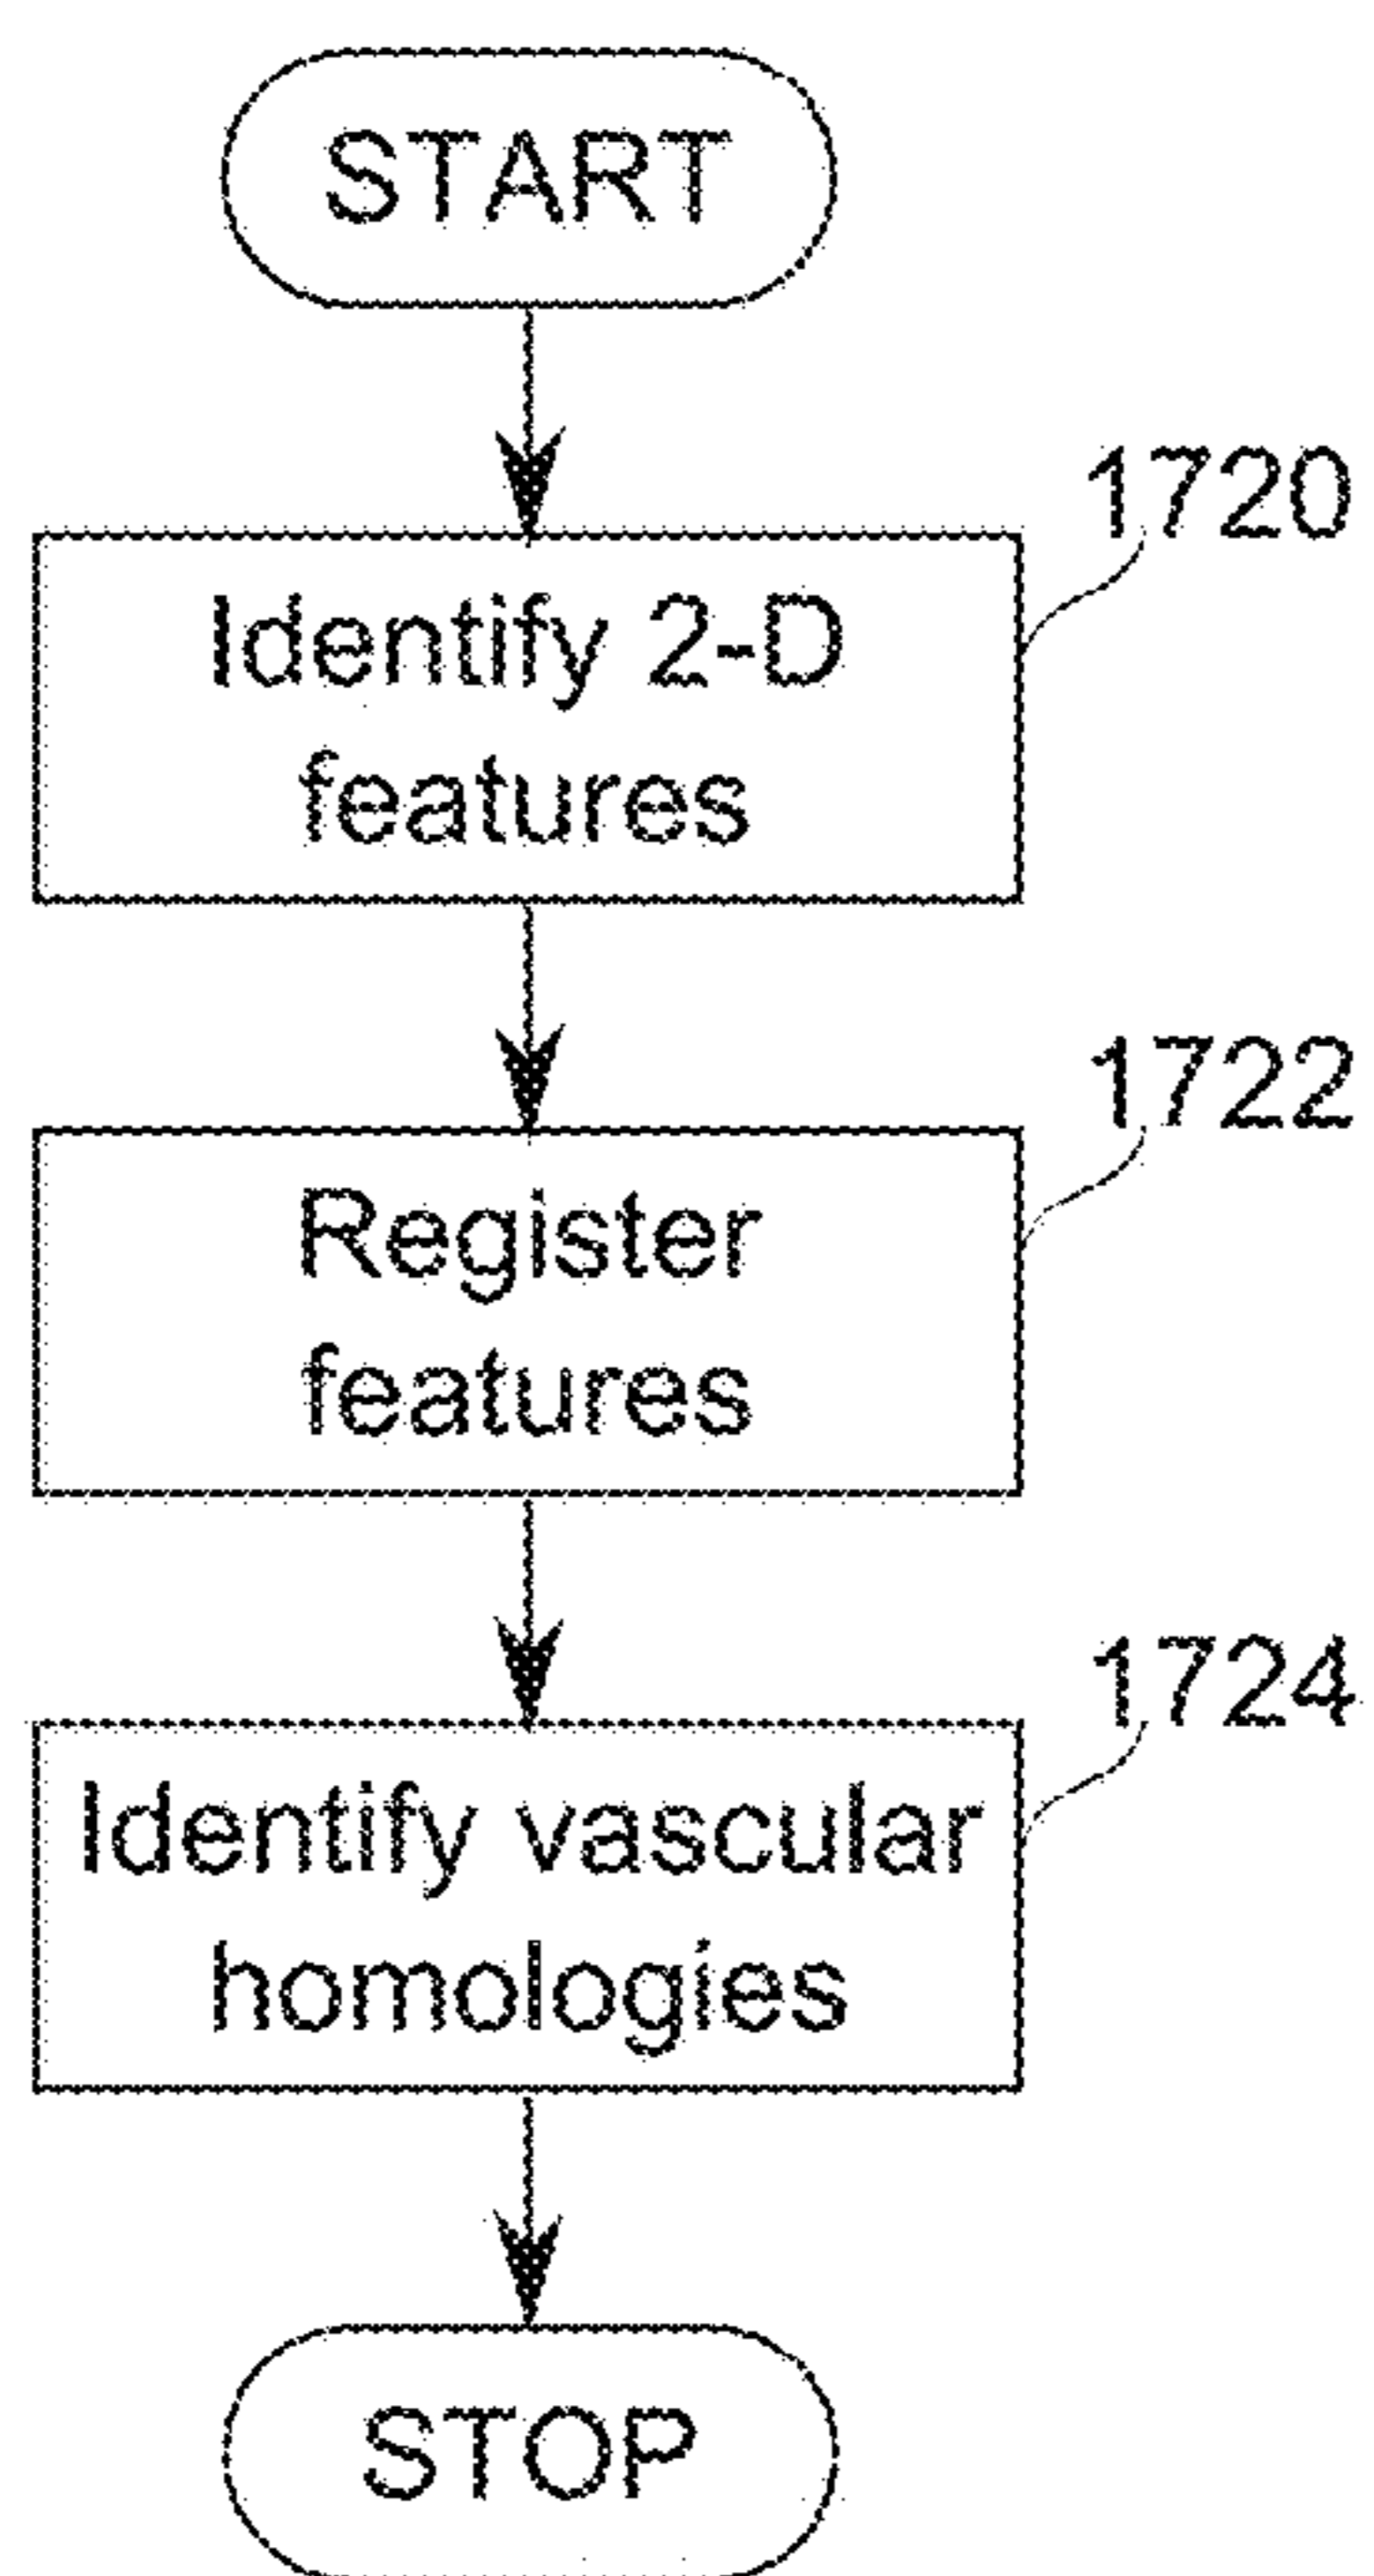 START
1720
Identify 2-D
features
1722
Register
features
1724
Identify vascular
homologies
STOP